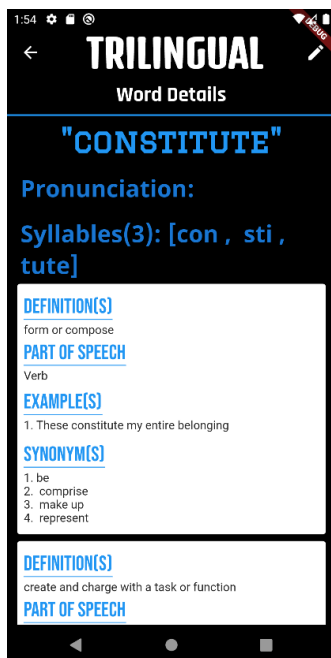 1:54
DEBUG
TRILINGUAL
Word Details
"CONSTITUTE"
Pronunciation:
Syllables(3): [con , sti ,
tute]
DEFINITION(S)
form or compose
PART OF SPEECH
Verb
EXAMPLE(S)
1. These constitute my entire belonging
SYNONYM(S)
1. be
2. comprise
3. make up
4. represent
DEFINITION(S)
create and charge with a task or function
PART OF SPEECH